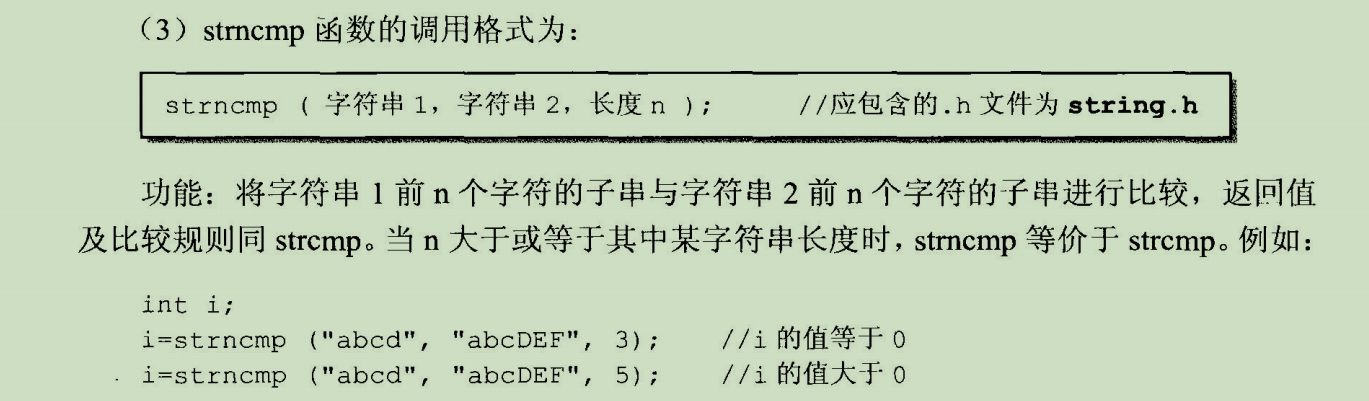 （3）strncmp 函数的调用格式为：
strncmp ( 字符串 1, 字符串 2, 长度 n ); //应包含的.h 文件为 string.h
功能：将字符串 1 前 n 个字符的子串与字符串 2 前 n 个字符的子串进行比较，返回值
及比较规则同 strcmp。当 n 大于或等于其中某字符串长度时，strncmp 等价于 strcmp。例如：
int i;
i=strncmp ("abcd", "abcDEF", 3); //i 的值等于 0
i=strncmp ("abcd", "abcDEF", 5); //i 的值大于 0